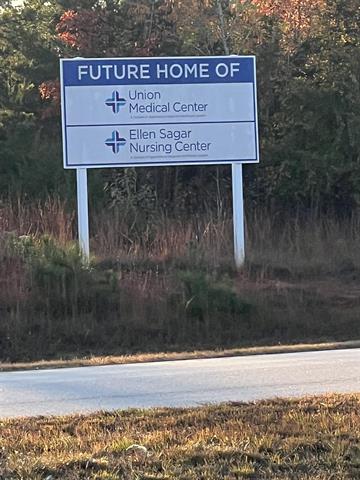 FUTURE HOME OF
Union
Medical Center
Ellen Sagar
Nursing Center